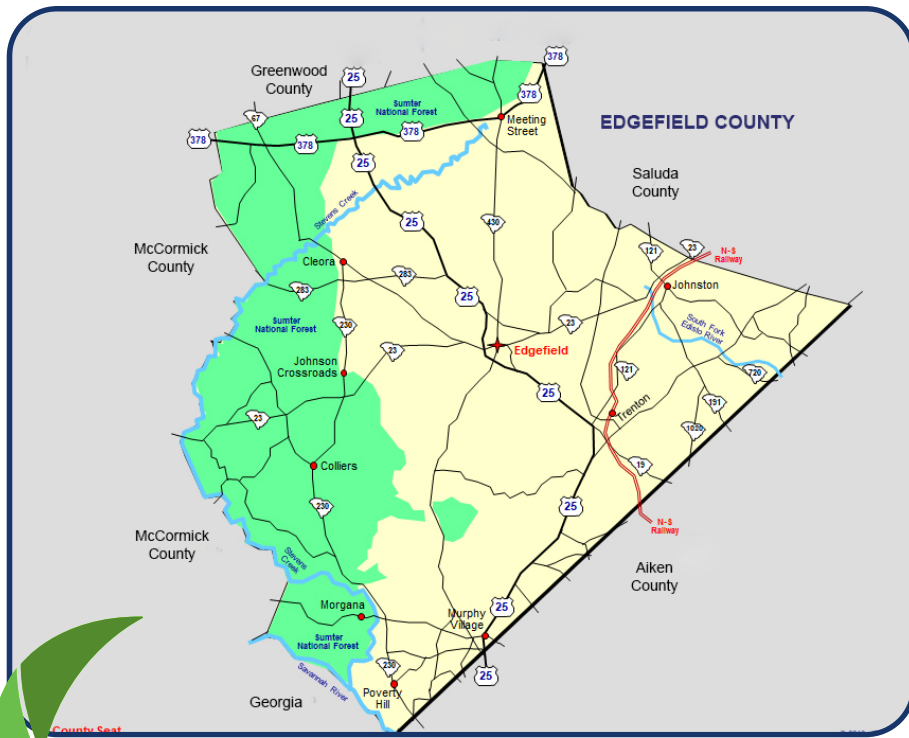 EDGEFIELD COUNTY
378
25
Greenwood
County
Sumter
National Forest
378
25
67
Meeting
Street
378
378
378
25
Saluda
County
Stevens Creek
25
430
McCormick
County
121
23
N-S
Railway
Cleora
283
283
Johnston
25
Sumter
National Forest
230
23
South Fork
Edisto River
Edgefield
23
Johnson
Crossroads
121
720
25
191
Trenton
23
1020
Colliers
19
230
25
N-S
Railway
McCormick
County
Stevens
Creek
Aiken
County
Morgana
25
Murphy
Village
Sumter
National Forest
230
25
Savannah River
Poverty
Hill
Georgia
County Seat